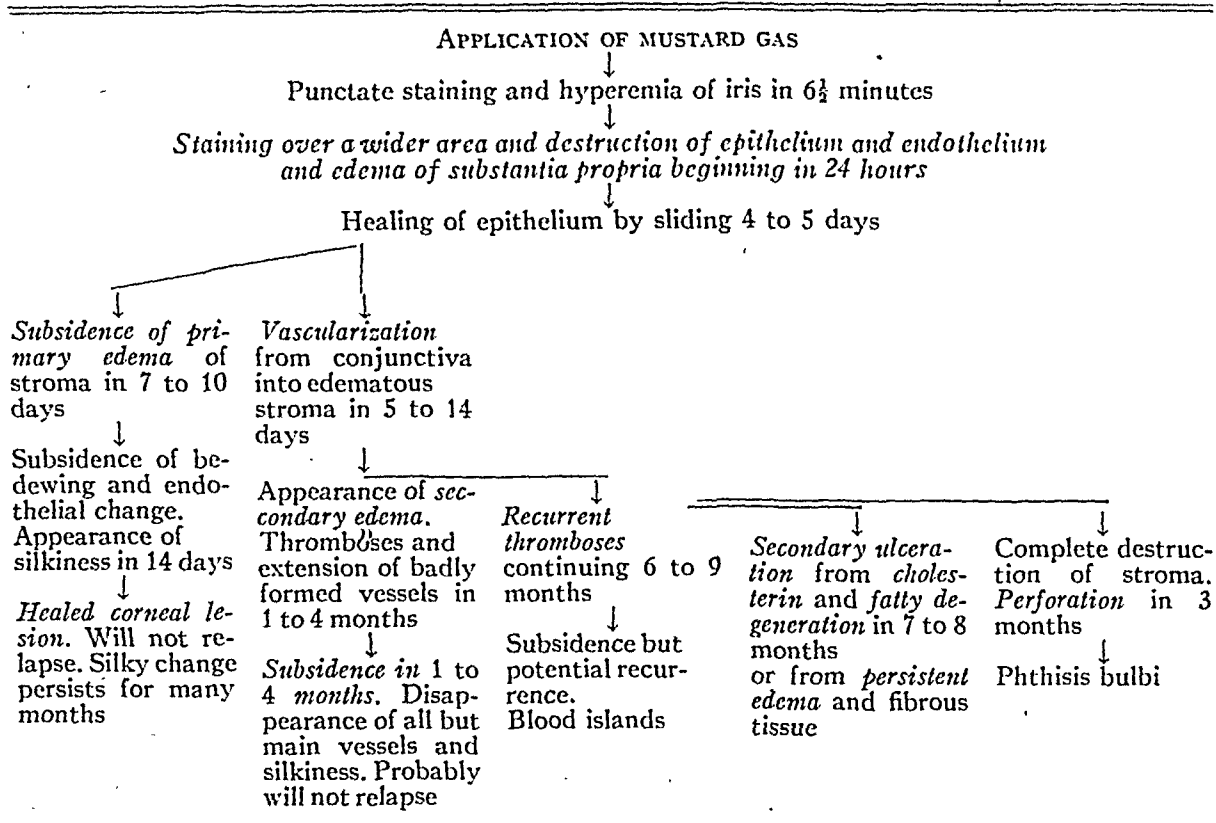 APPLICATION OF MUSTARD GAS
Punctate staining and hyperemia of iris in 6½ minutes
Staining over a wider area and destruction of epithelium and endothelium
and edema of substantia propria beginning in 24 hours
Healing of epithelium by sliding 4 to 5 days
Subsidence of pri-
mary edema of
stroma in 7 to 10
days
Subsidence of be-
dewing and endo-
thelial change.
Appearance of
silkiness in 14 days
Healed corneal le-
sion. Will not re-
lapse. Silky change
persists for many
months
Vascularization
from conjunctiva
into edematous
stroma in 5 to 14
days
Appearance of sec-
condary edema.
Thromboses and
extension of badly
formed vessels in
1 to 4 months
Subsidence in 1 to
4 months. Disap-
pearance of all but
main vessels and
silkiness. Probably
will not relapse
Recurrent
thromboses
continuing 6 to 9
months
Subsidence but
potential recur-
rence.
Blood islands
Secondary ulcera-
tion from choles-
terin and fatty de-
generation in 7 to 8
months
or from persistent
edema and fibrous
tissue
Complete destruc-
tion of stroma.
Perforation in 3
months
Phthisis bulbi